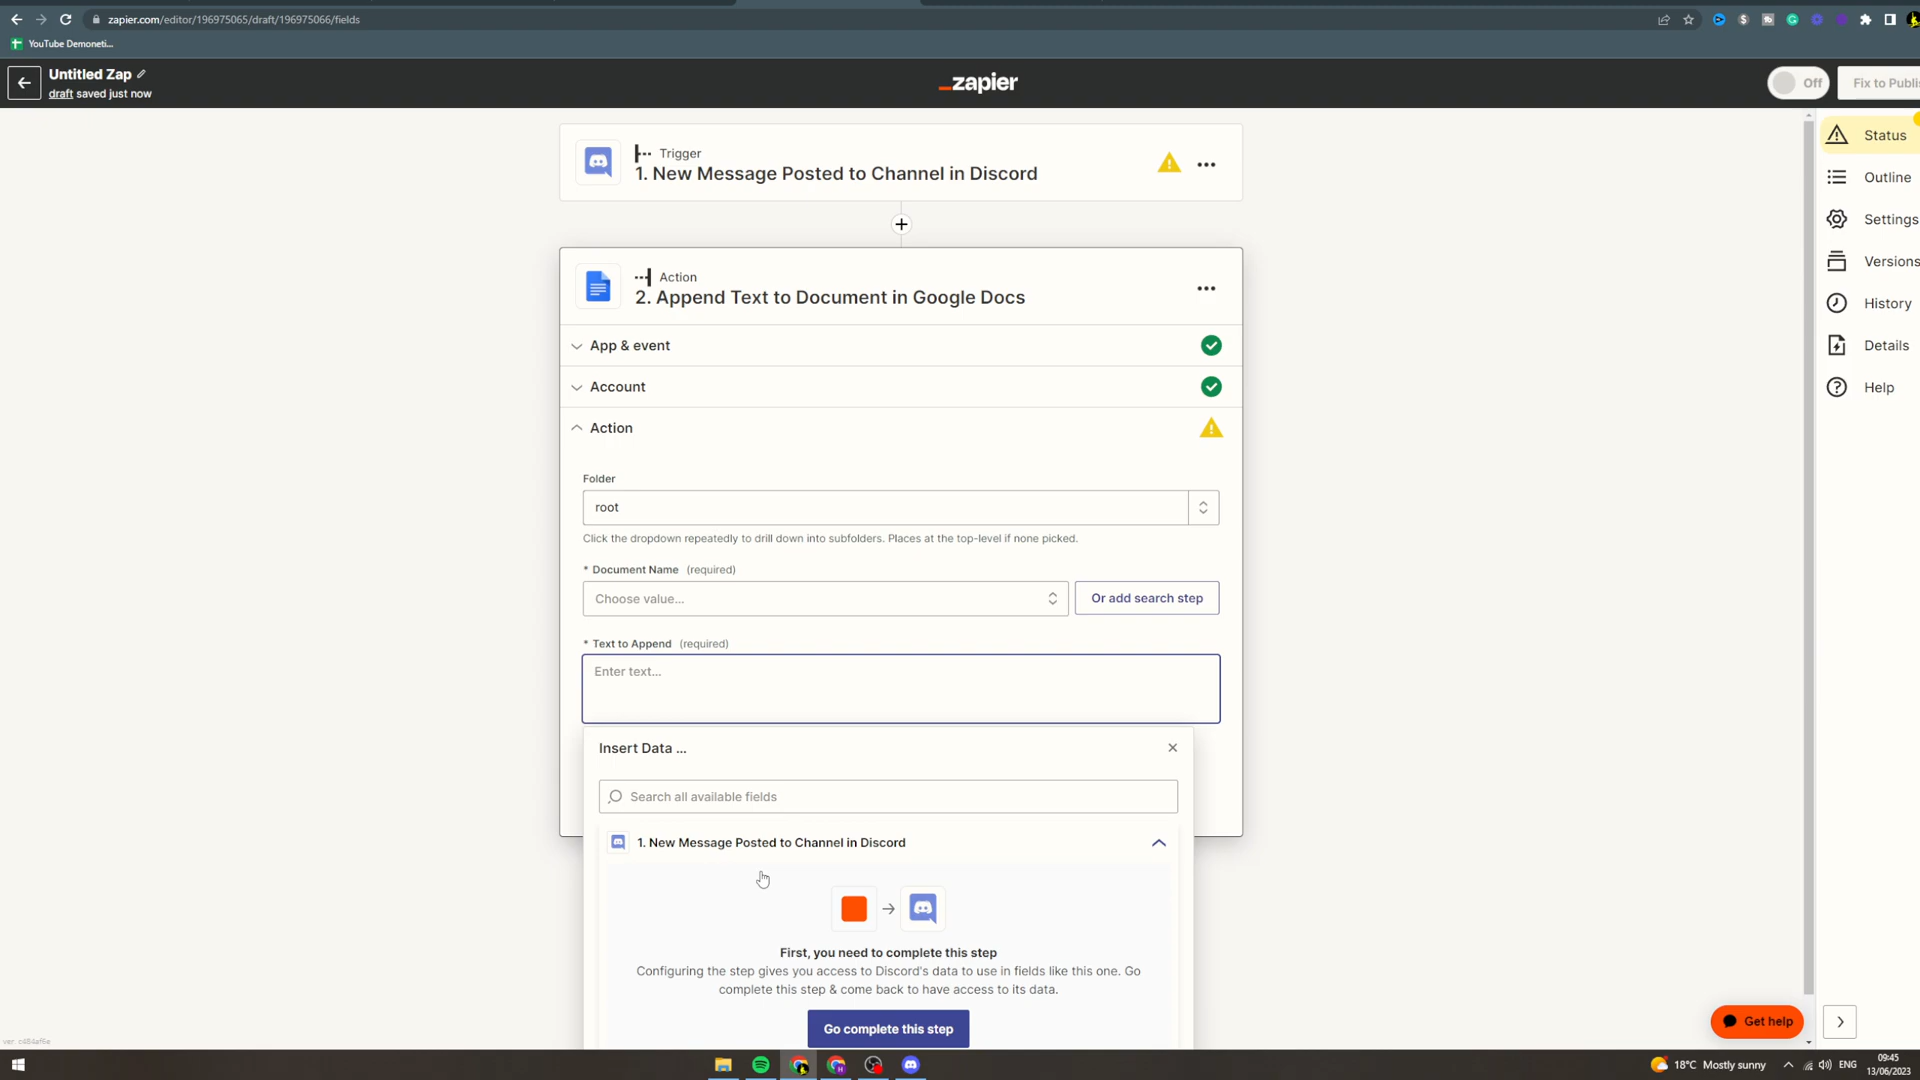 zapier.com/editor/196975065/draft/196975066/fields
YouTube Demoneti...
Untitled Zap
draft saved just now
_zapier
Off
Fix to Publis
Trigger
1. New Message Posted to Channel in Discord
Status
Outline
Settings
Versions
History
Details
Help
Action
2. Append Text to Document in Google Docs
App & event
Account
Action
Folder
root
Click the dropdown repeatedly to drill down into subfolders. Places at the top-level if none picked.
* Document Name (required)
Choose value...
Or add search step
* Text to Append (required)
Enter text...
Insert Data ...
Search all available fields
1. New Message Posted to Channel in Discord
First, you need to complete this step
Configuring the step gives you access to Discord's data to use in fields like this one. Go
complete this step & come back to have access to its data.
Go complete this step
Get help
ver. c484ef6e
18°C Mostly sunny
ENG
09:45
13/06/2023